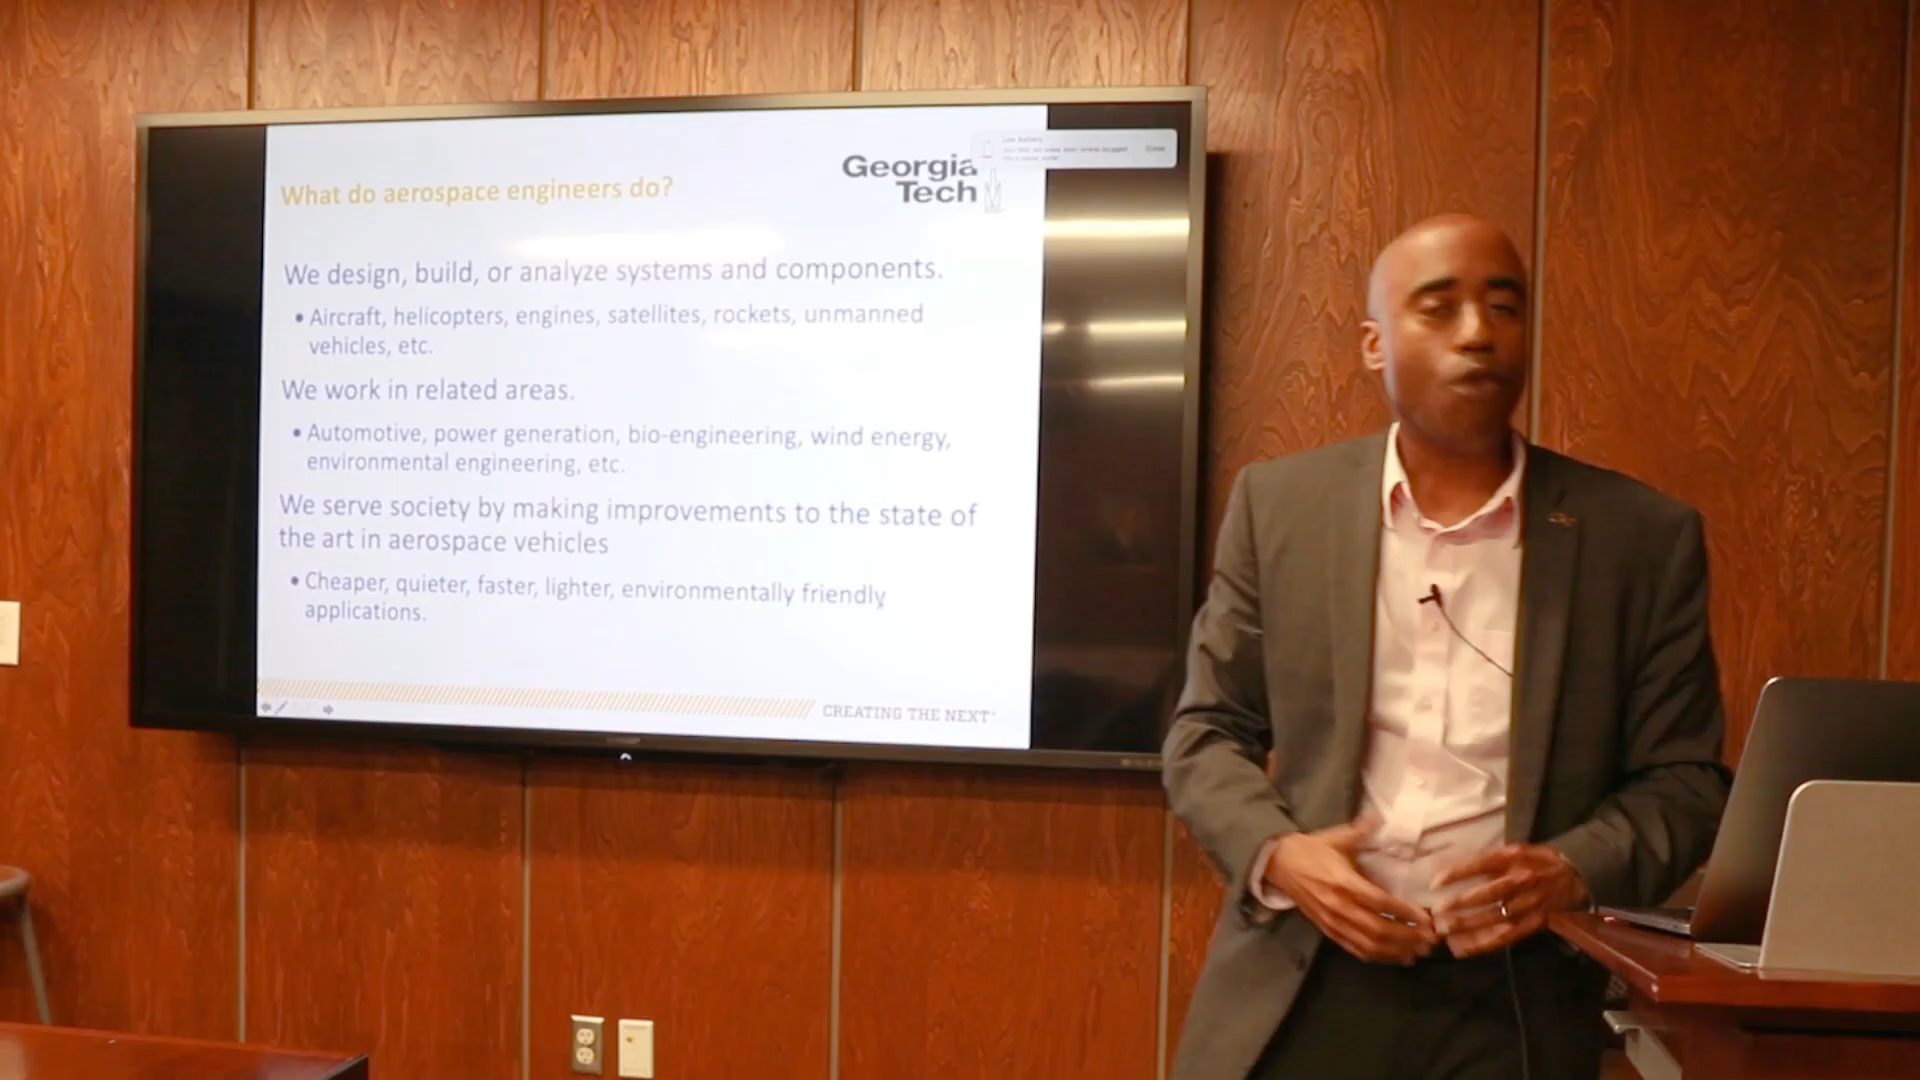 What do aerospace engineers do?
Georgia
Tech
Low Battery
Close
We design, build, or analyze systems and components.
• Aircraft, helicopters, engines, satellites, rockets, unmanned
vehicles, etc.
We work in related areas.
• Automotive, power generation, bio-engineering, wind energy,
environmental engineering, etc.
We serve society by making improvements to the state of
the art in aerospace vehicles
• Cheaper, quieter, faster, lighter, environmentally friendly
applications.
CREATING THE NEXT